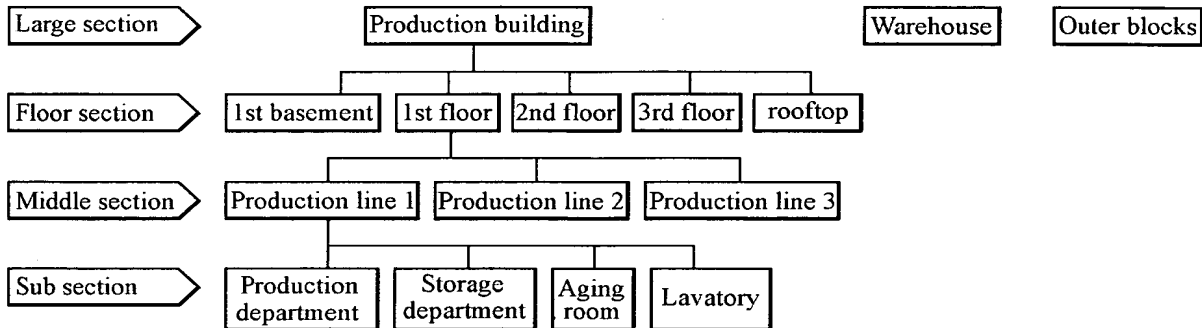 Large section
Production building
Warehouse
Outer blocks
Floor section
1st basement
1st floor
2nd floor
3rd floor
rooftop
Middle section
Production line 1
Production line 2
Production line 3
Sub section
Production
department
Storage
department
Aging
room
Lavatory